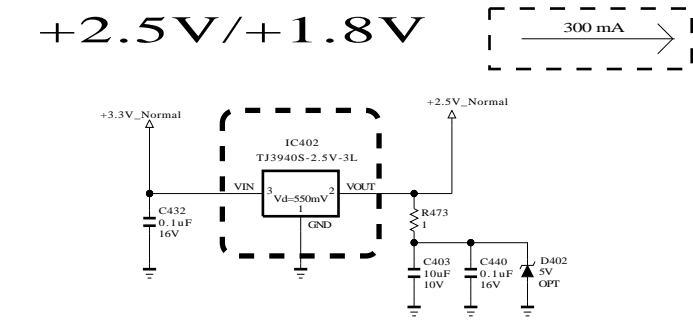 +2.5V/+1.8V
300 mA
+3.3V_Normal
+2.5V_Normal
IC402
TJ3940S-2.5V-3L
VIN
3
Vd=550mV
2
VOUT
1
GND
C432
0.1uF
16V
R473
1
C403
10uF
10V
C440
0.1uF
16V
D402
5V
OPT